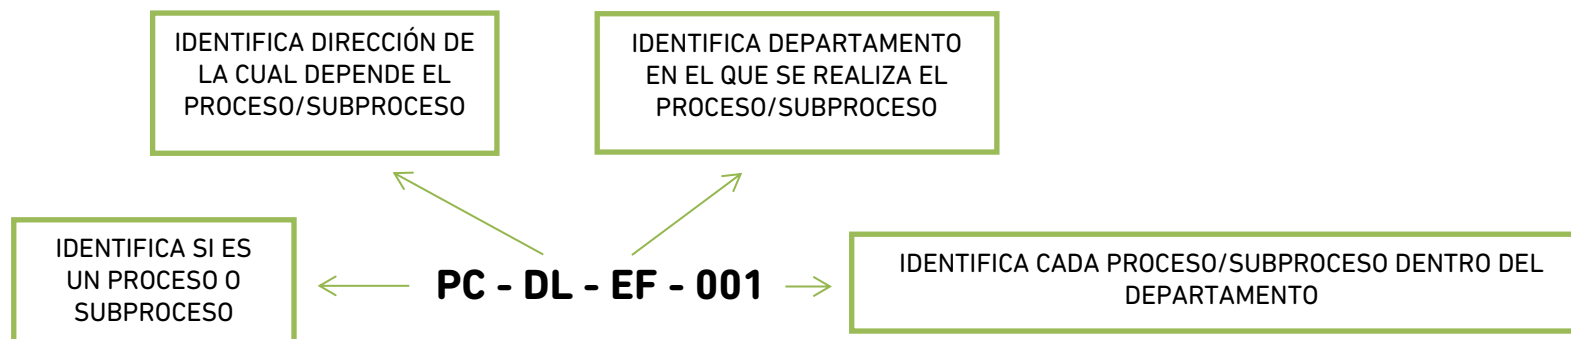 IDENTIFICA DIRECCIÓN DE
LA CUAL DEPENDE EL
PROCESO/SUBPROCESO
IDENTIFICA DEPARTAMENTO
EN EL QUE SE REALIZA EL
PROCESO/SUBPROCESO
IDENTIFICA SI ES
UN PROCESO O
SUBPROCESO
PC - DL - EF - 001
IDENTIFICA CADA PROCESO/SUBPROCESO DENTRO DEL
DEPARTAMENTO